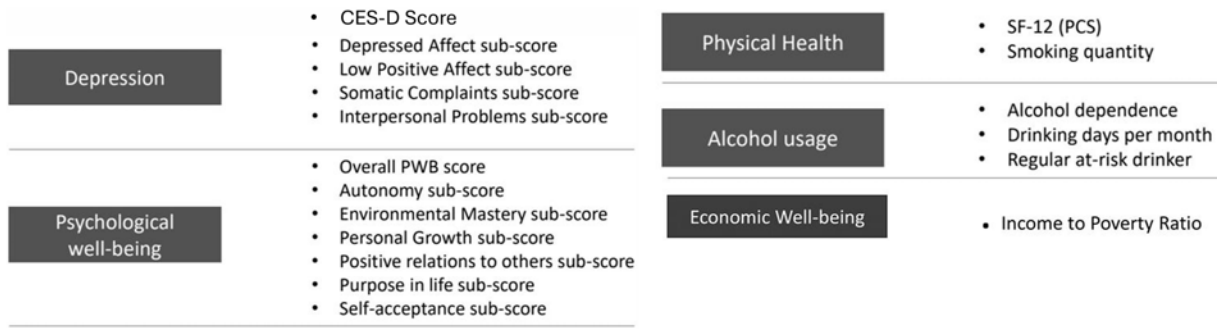 Depression
• CES-D Score
• Depressed Affect sub-score
• Low Positive Affect sub-score
• Somatic Complaints sub-score
• Interpersonal Problems sub-score
Psychological
well-being
• Overall PWB score
• Autonomy sub-score
• Environmental Mastery sub-score
• Personal Growth sub-score
• Positive relations to others sub-score
• Purpose in life sub-score
• Self-acceptance sub-score
Physical Health
• SF-12 (PCS)
• Smoking quantity
Alcohol usage
• Alcohol dependence
• Drinking days per month
• Regular at-risk drinker
Economic Well-being
• Income to Poverty Ratio